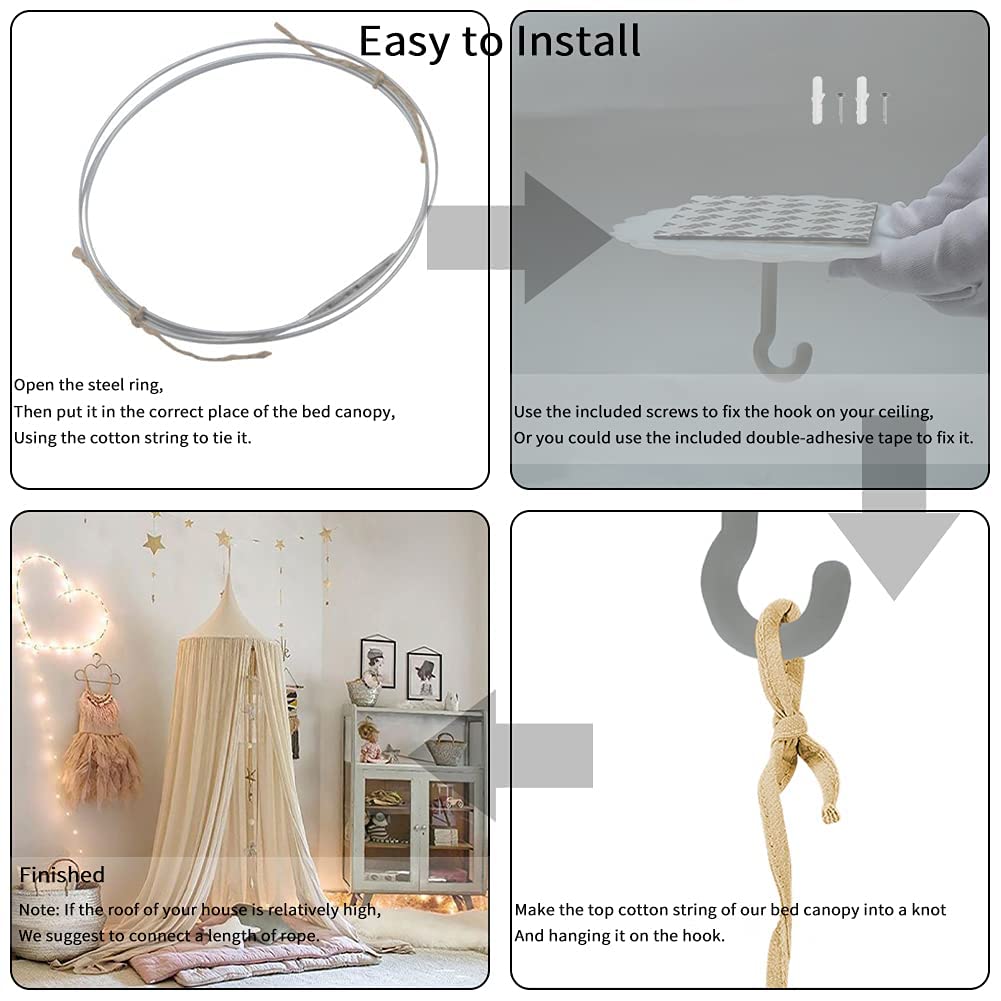 Easy to Install
Open the steel ring,
Then put it in the correct place of the bed canopy,
Using the cotton string to tie it.
Use the included screws to fix the hook on your ceiling,
Or you could use the included double-adhesive tape to fix it.
Make the top cotton string of our bed canopy into a knot
And hanging it on the hook.
Finished
Note: If the roof of your house is relatively high,
We suggest to connect a length of rope.